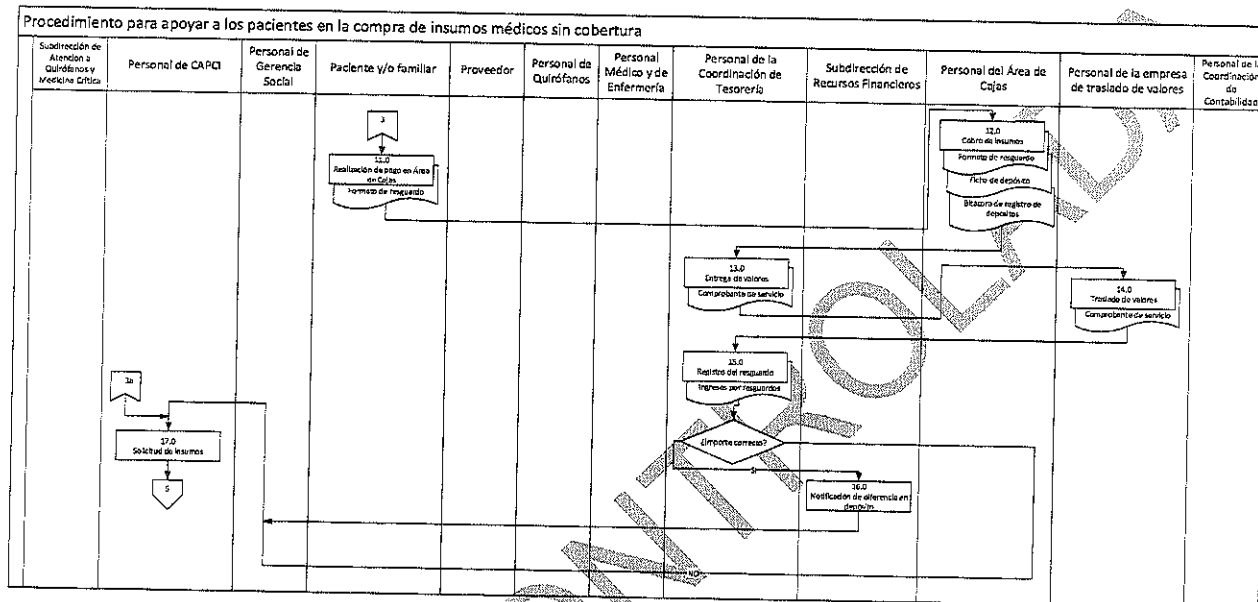 Procedimiento para apoyar a los pacientes en la compra de insumos médicos sin cobertura
Subdirección de
Atencion a
Quirófanos y
Medicina Crítica
Personal de CAPCI
Personal de
Gerencia
Social
Paciente y/o familiar
Proveedor
Personal de
Quirófanos
Personal
Médico y de
Enfermería
Personal de la
Coordinación de
Tesorería
Subdirección de
Recursos Financieros
Personal del Área de
Cajas
Personal de la empresa
de traslado de valores
Personal de la
Coordinación
de
Contabilidad
3
11.0
Realización de pago en Área
de Cajas
Formato de resguardo
12.0
Cobro de insumos
Formato de resguardo
Ficha de depósito
Bitácora de registro de
depósitos
13.0
Entrega de valores
Comprobante de servicio
14.0
Traslado de valores
Comprobante de servicio
15.0
Registro del resguardo
Ingresos por resguardos
¿Importe correcto?
SI
16.0
Notificación de diferencia en
depósito
17.0
Solicitud de insumos
5
NO